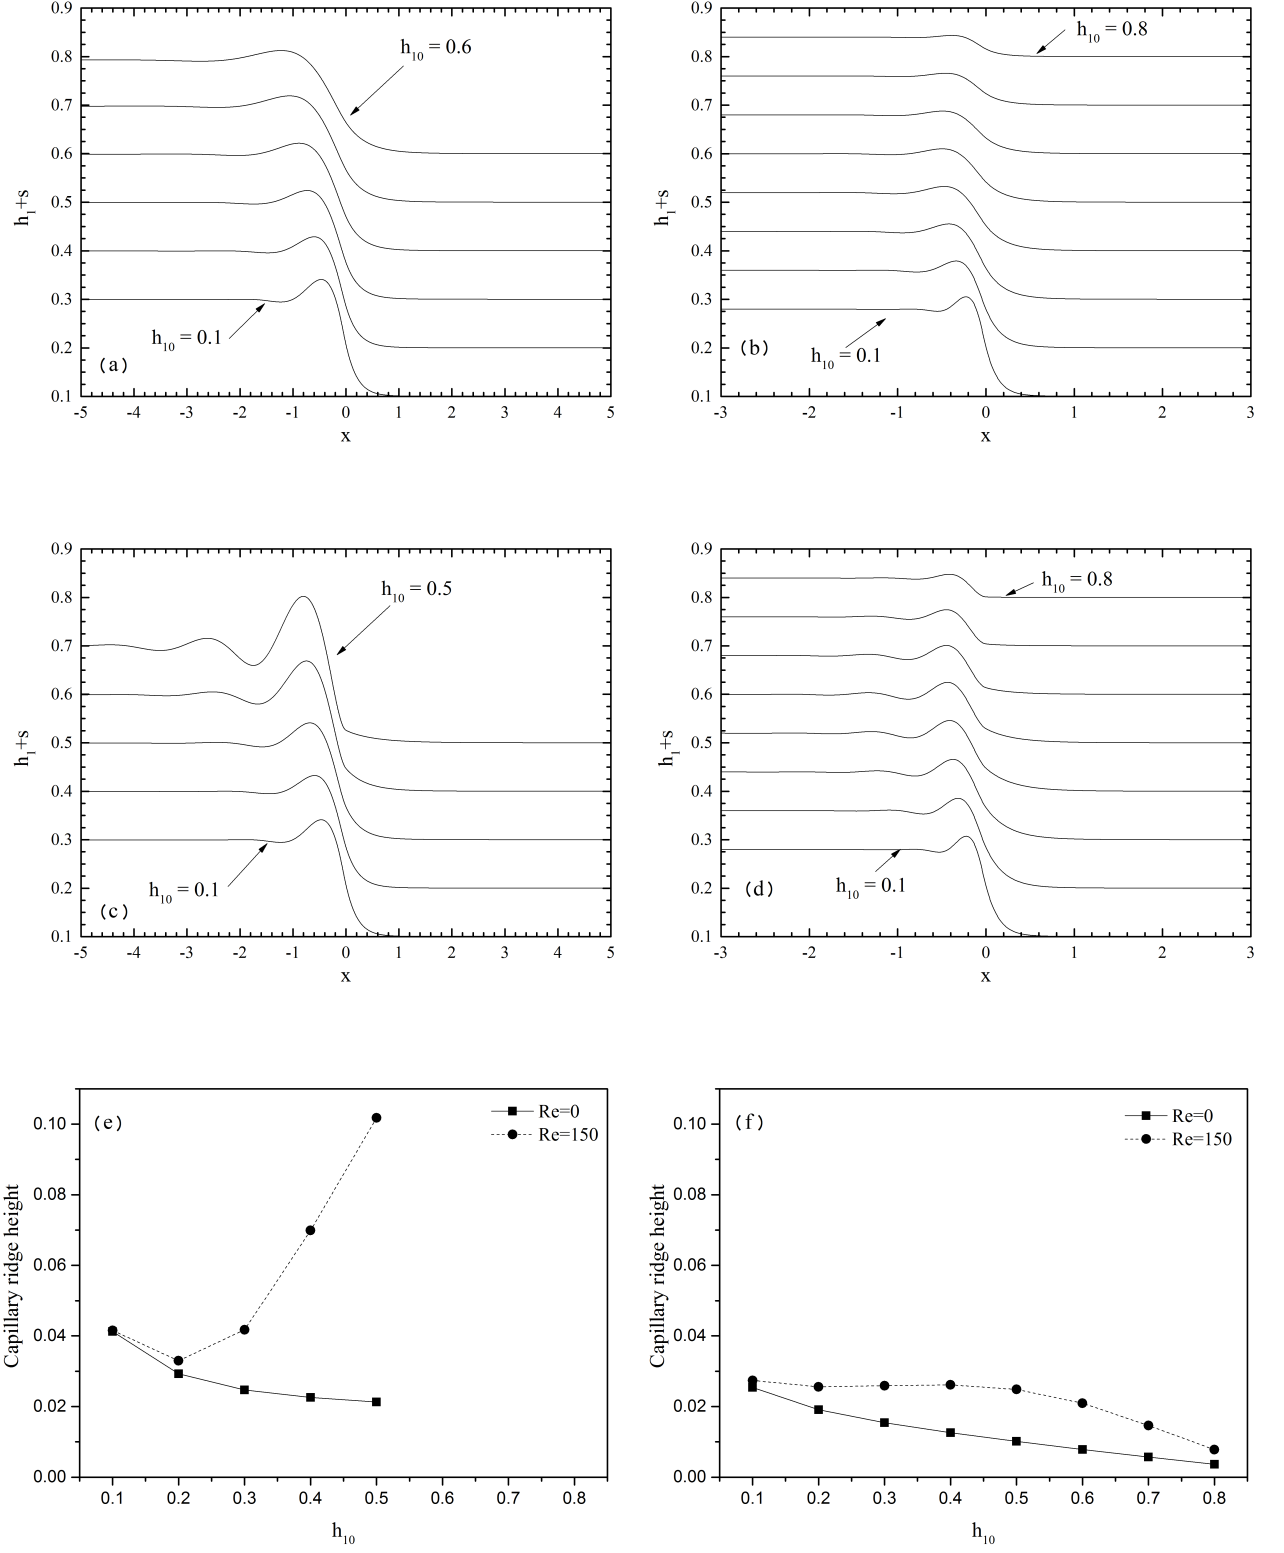 0.9
0.8
0.7
0.6
0.5
0.4
0.3
0.2
0.1
h1+s
h10 = 0.6
h10 = 0.1
(a)
-5 -4 -3 -2 -1 0 1 2 3 4 5
x
0.9
0.8
0.7
0.6
0.5
0.4
0.3
0.2
0.1
h1+s
h10 = 0.8
h10 = 0.1
(b)
-3 -2 -1 0 1 2 3
x
0.9
0.8
0.7
0.6
0.5
0.4
0.3
0.2
0.1
h1+s
h10 = 0.5
h10 = 0.1
(c)
-5 -4 -3 -2 -1 0 1 2 3 4 5
x
0.9
0.8
0.7
0.6
0.5
0.4
0.3
0.2
0.1
h1+s
h10 = 0.8
h10 = 0.1
(d)
-3 -2 -1 0 1 2 3
x
(e)
Re=0
Re=150
0.10
0.08
0.06
0.04
0.02
0.00
Capillary ridge height
0.1 0.2 0.3 0.4 0.5 0.6 0.7 0.8
h10
(f)
Re=0
Re=150
0.10
0.08
0.06
0.04
0.02
0.00
Capillary ridge height
0.1 0.2 0.3 0.4 0.5 0.6 0.7 0.8
h10